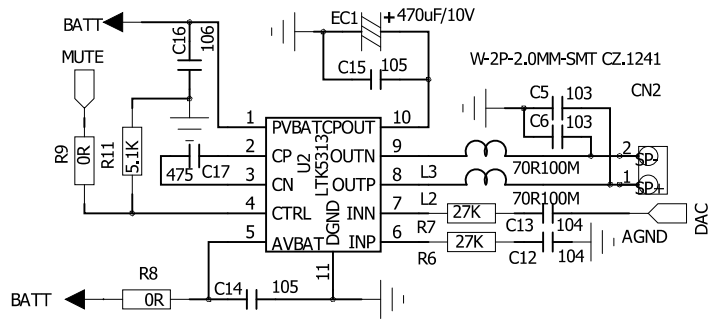 BATT
C16
106
EC1
+
470uF/10V
C15
105
MUTE
W-2P-2.0MM-SMT CZ.1241
CN2
C5
103
C6
103
R9
0R
R11
5.1K
1
PVBAT
CPOUT
10
2
CP
OUTN
9
3
CN
OUTP
8
4
CTRL
INN
7
5
AVBAT
INP
6
U2
LTK5313
DGND
11
475
C17
L3
70R100M
L2
70R100M
2
SP-
1
SP+
R7
27K
C13
104
AGND
DAC
R6
27K
C12
104
BATT
R8
0R
C14
105